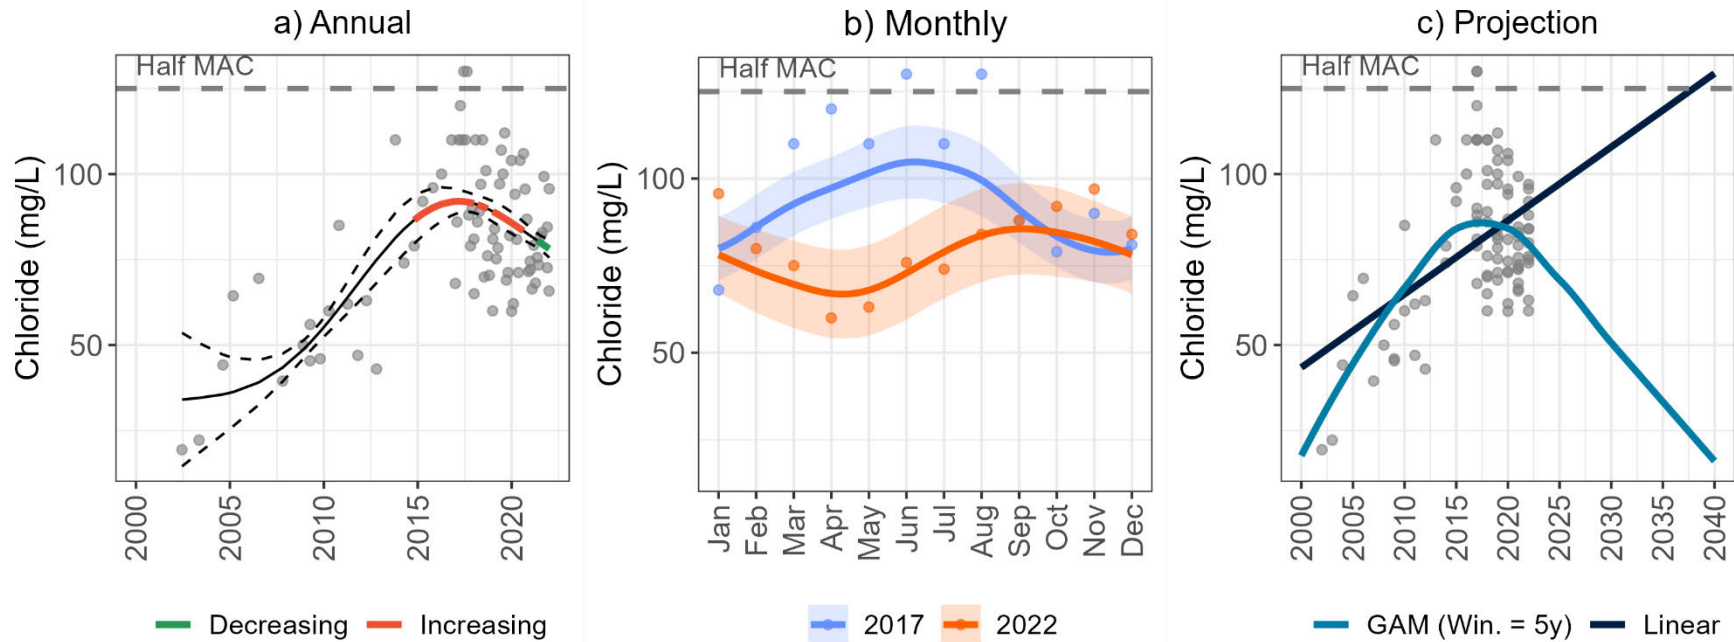 a) Annual
Half MAC
Chloride (mg/L)
100
50
2000
2005
2010
2015
2020
Decreasing
Increasing
b) Monthly
Half MAC
Chloride (mg/L)
100
50
Jan
Feb
Mar
Apr
May
Jun
Jul
Aug
Sep
Oct
Nov
Dec
2017
2022
c) Projection
Half MAC
Chloride (mg/L)
100
50
2000
2005
2010
2015
2020
2025
2030
2035
2040
GAM (Win. = 5y)
Linear